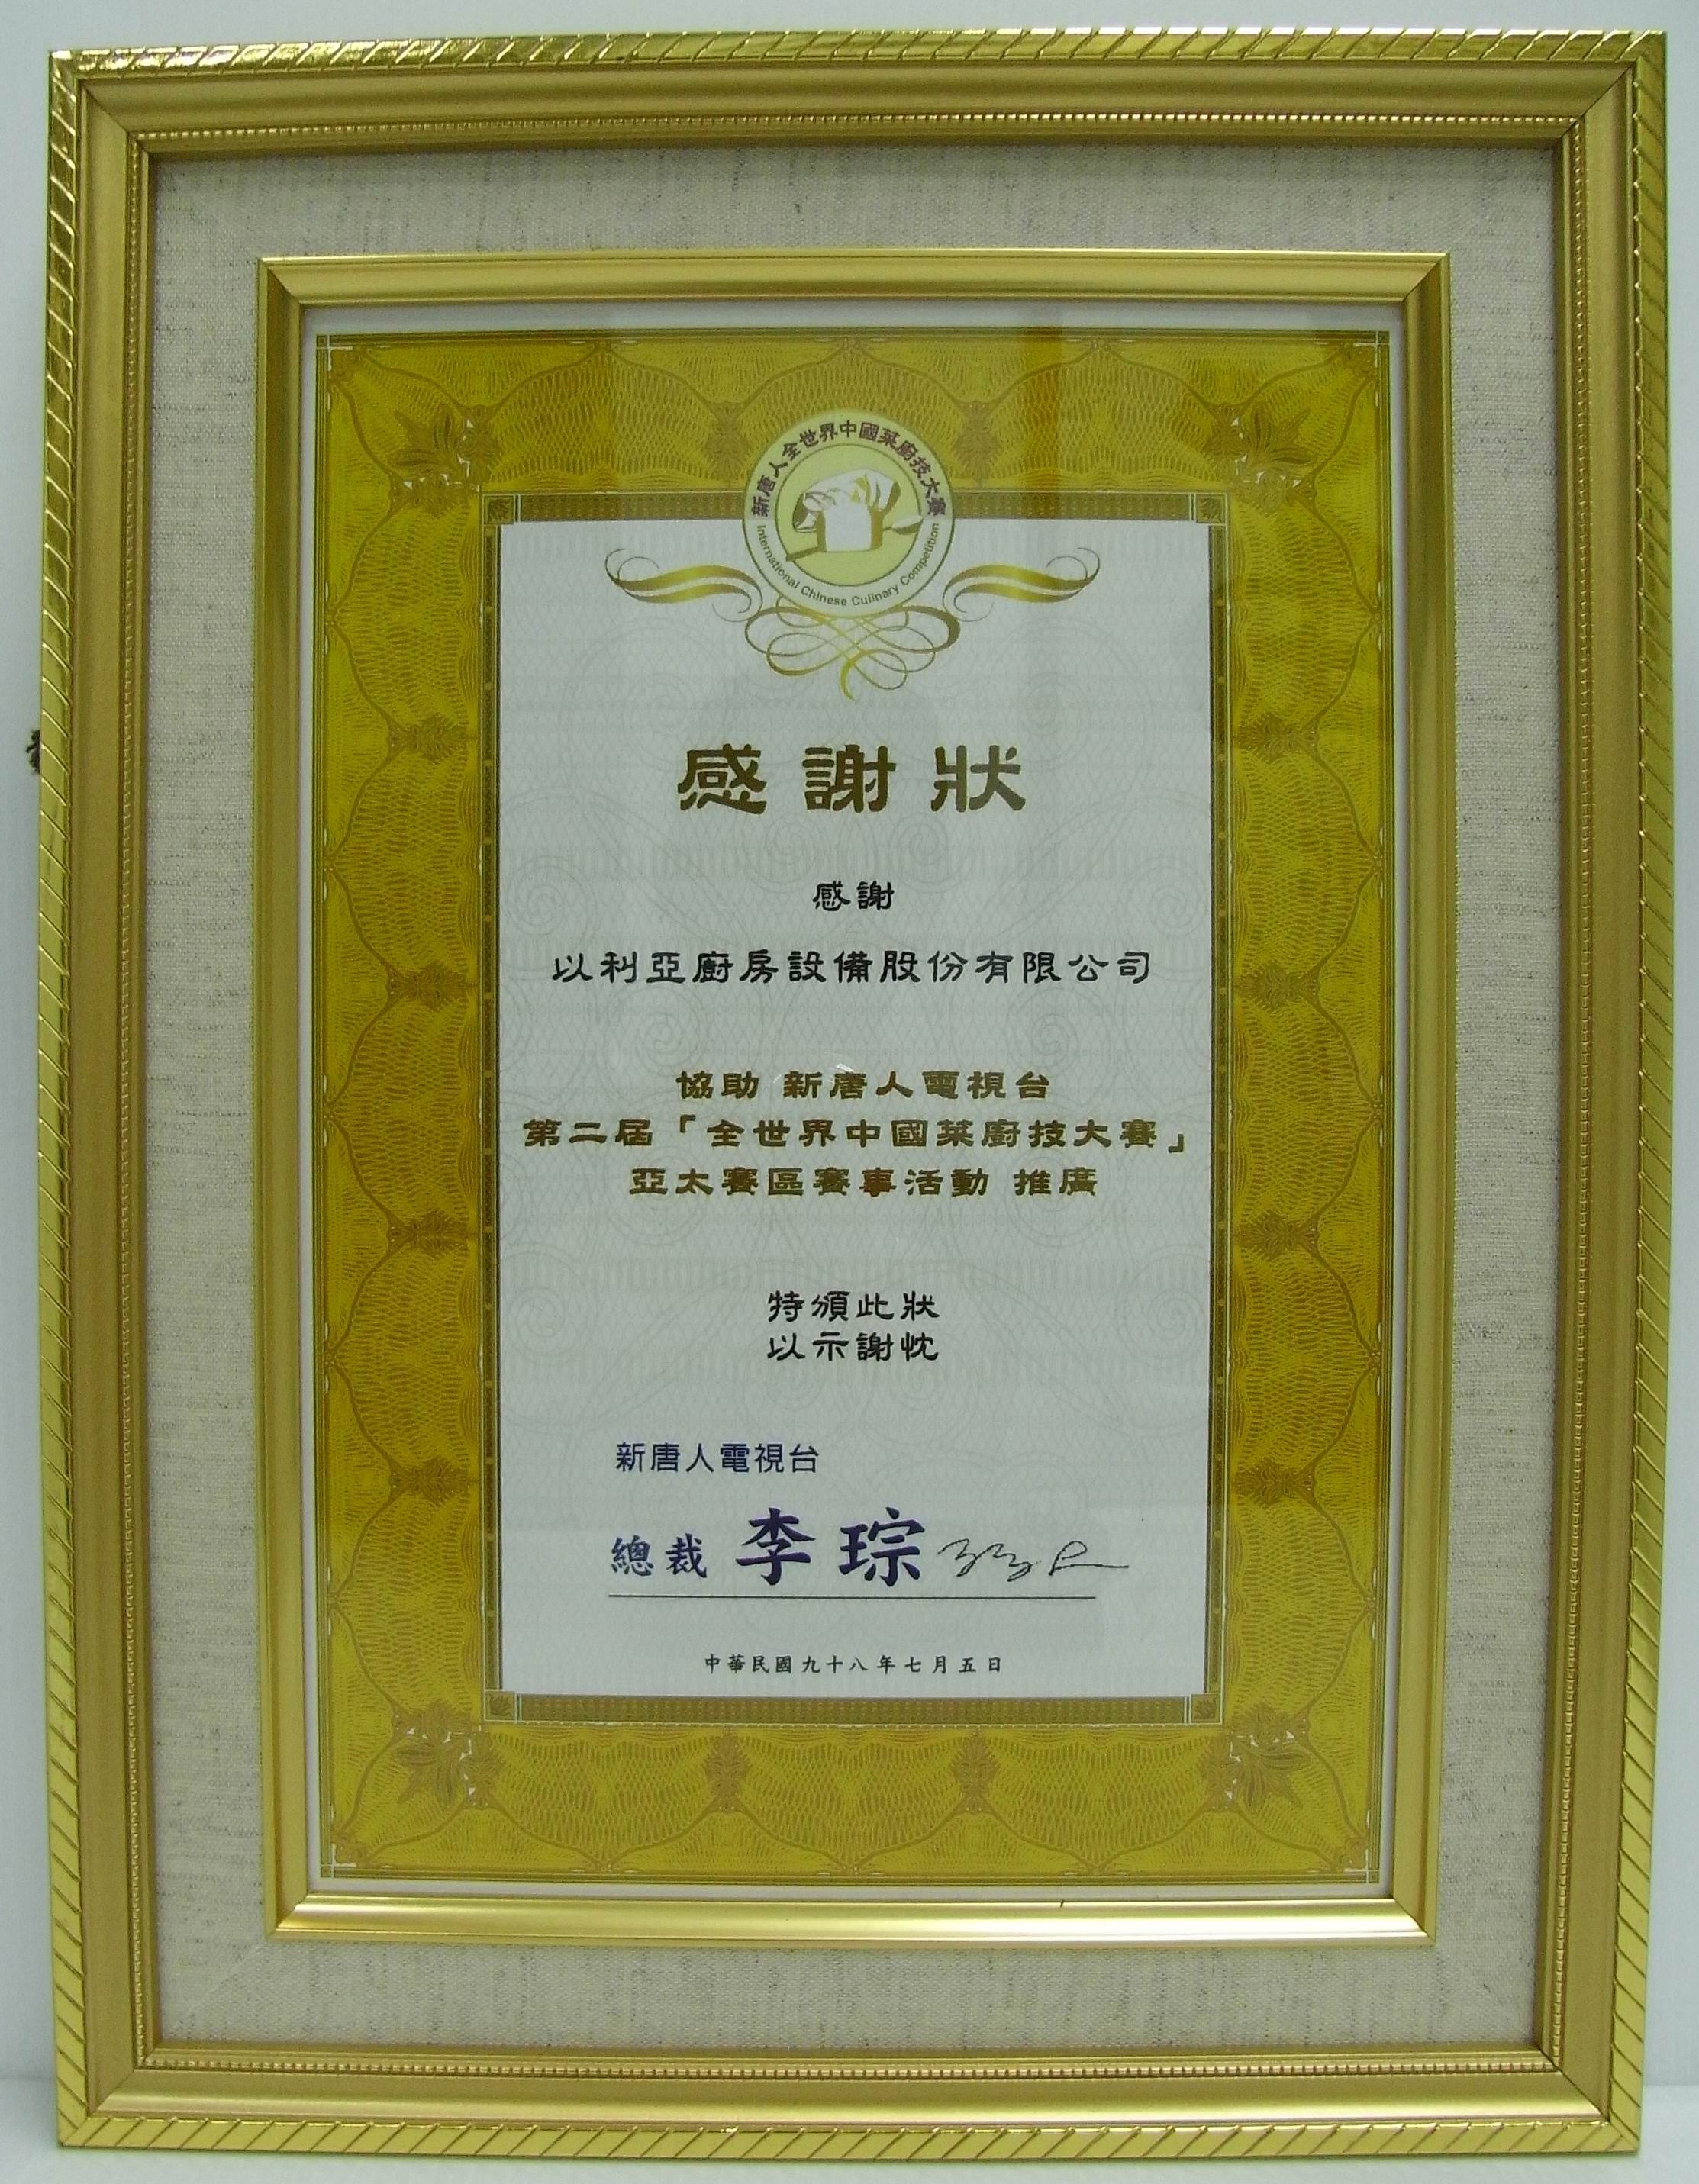 新唐人全世界中國菜廚技大賽
International Chinese Culinary Competition
感謝狀
感謝
以利亞廚房設備股份有限公司
協助 新唐人電視台
第二屆「全世界中國菜廚技大賽」
亞太賽區賽事活動 推廣
特頒此狀
以示謝忱
新唐人電視台
總裁 李琮
中華民國九十八年七月五日